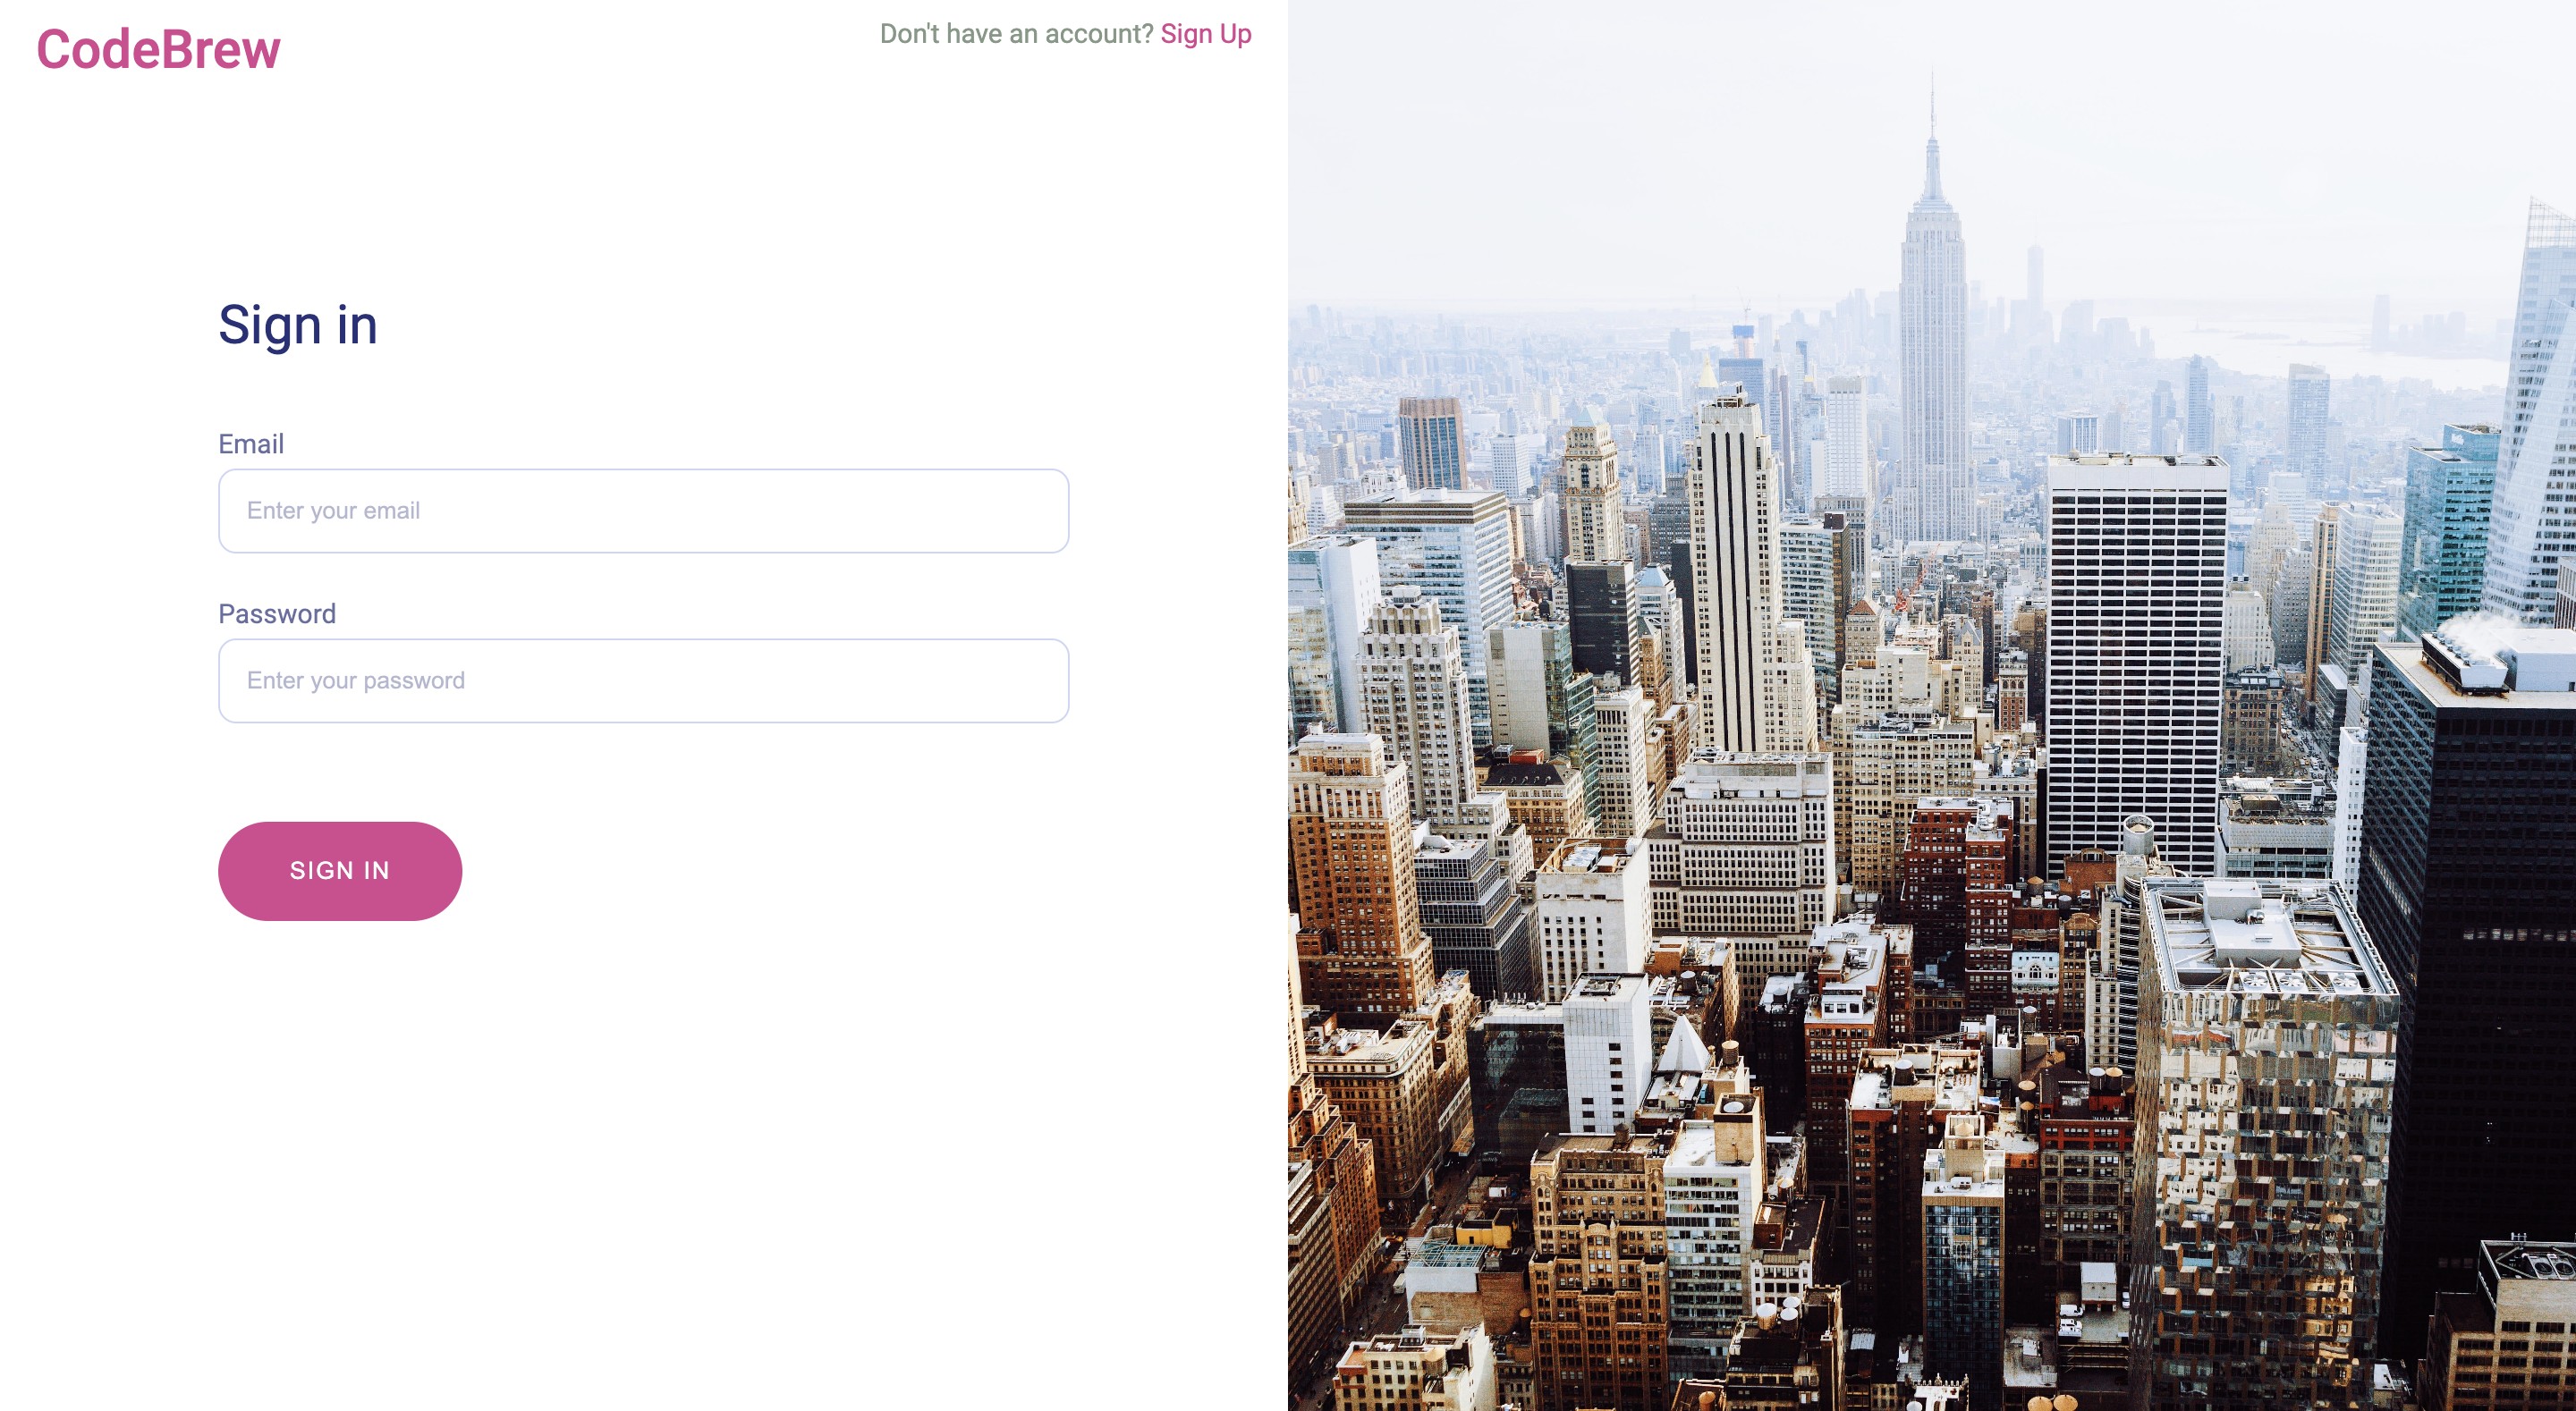 CodeBrew
Don't have an account? Sign Up
Sign in
Email
Enter your email
Password
Enter your password
SIGN IN